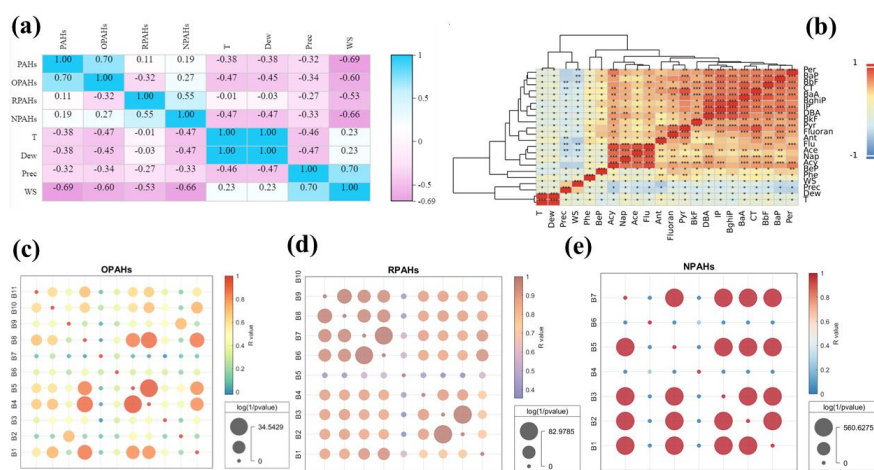 (a)
PAHs OPAHs RPAHs NPAHs T Dew Prec WS
PAHs 1.00 0.70 0.11 0.19 -0.38 -0.38 -0.32 -0.69
OPAHs 0.70 1.00 -0.32 0.27 -0.47 -0.45 -0.34 -0.60
RPAHs 0.11 -0.32 1.00 0.55 -0.01 -0.03 -0.27 -0.53
NPAHs 0.19 0.27 0.55 1.00 -0.47 -0.47 -0.33 -0.66
T -0.38 -0.47 -0.01 -0.47 1.00 1.00 -0.46 0.23
Dew -0.38 -0.45 -0.03 -0.47 1.00 1.00 -0.47 0.23
Prec -0.32 -0.34 -0.27 -0.33 -0.46 -0.47 1.00 0.70
WS -0.69 -0.60 -0.53 -0.66 0.23 0.23 0.70 1.00
1
0.5
0
-0.5
-0.69
(b)
Per
BaP
BbF
CT
BaA
BghiP
IP
DBA
BkF
Pyr
Fluoran
Ant
Flu
Ace
Nap
Acy
BeP
Phe
WS
Prec
Dew
T
T Dew Prec WS Phe BeP Acy Nap Ace Flu Ant Fluoran Pyr BkF DBA IP BghiP BaA CT BbF BaP Per
1
-1
(c)
OPAHs
B11
B10
B9
B8
B7
B6
B5
B4
B3
B2
B1
1
0.8
0.6
0.4
0.2
0
R value
log(1/pvalue)
34.5429
0
(d)
RPAHs
B10
B9
B8
B7
B6
B5
B4
B3
B2
B1
1
0.9
0.8
0.7
0.6
0.5
0.4
R value
log(1/pvalue)
82.9785
0
(e)
NPAHs
B7
B6
B5
B4
B3
B2
B1
1
0.8
0.6
0.4
0.2
0
R value
log(1/pvalue)
560.6275
0